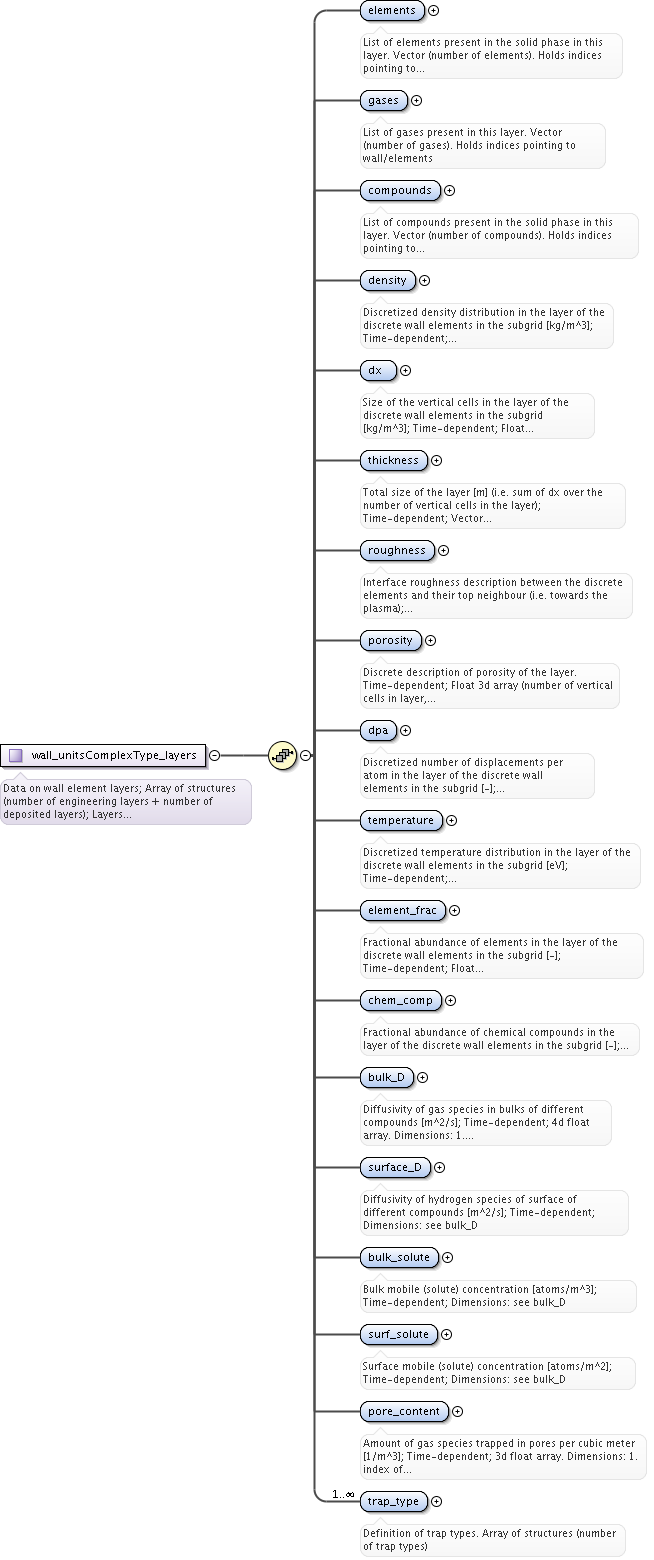 elements
List of elements present in the solid phase in this
layer. Vector (number of elements). Holds indices
pointing to...
gases
List of gases present in this layer. Vector
(number of gases). Holds indices pointing to
wall/elements
compounds
List of compounds present in the solid phase in this
layer. Vector (number of compounds). Holds indices
pointing to...
density
Discretized density distribution in the layer of the
discrete wall elements in the subgrid [kg/m^3];
Time-dependent;...
dx
Size of the vertical cells in the layer of the
discrete wall elements in the subgrid
[kg/m^3]; Time-dependent; Float...
thickness
Total size of the layer [m] (i.e. sum of dx over the
number of vertical cells in the layer);
Time-dependent; Vector...
roughness
Interface roughness description between the discrete
elements and their top neighbour (i.e. towards the
plasma);...
porosity
Discrete description of porosity of the layer.
Time-dependent; Float 3d array (number of vertical
cells in layer,...
dpa
wall_unitsComplexType_layers
Data on wall element layers; Array of structures
(number of engineering layers + number of
deposited layers); Layers...
Discretized number of displacements per
atom in the layer of the discrete wall
elements in the subgrid [-];...
temperature
Discretized temperature distribution in the layer of the
discrete wall elements in the subgrid [eV];
Time-dependent;...
element_frac
Fractional abundance of elements in the layer of the
discrete wall elements in the subgrid [-];
Time-dependent; Float...
chem_comp
Fractional abundance of chemical compounds in the
layer of the discrete wall elements in the subgrid [-];...
bulk_D
Diffusivity of gas species in bulks of different
compounds [m^2/s]; Time-dependent; 4d float
array. Dimensions: 1....
surface_D
Diffusivity of hydrogen species of surface of
different compounds [m^2/s]; Time-dependent;
Dimensions: see bulk_D
bulk_solute
Bulk mobile (solute) concentration [atoms/m^3];
Time-dependent; Dimensions: see bulk_D
surf_solute
Surface mobile (solute) concentration [atoms/m^2];
Time-dependent; Dimensions: see bulk_D
pore_content
Amount of gas species trapped in pores per cubic meter
[1/m^3]; Time-dependent; 3d float array. Dimensions: 1.
index of...
1..∞
trap_type
Definition of trap types. Array of structures (number
of trap types)